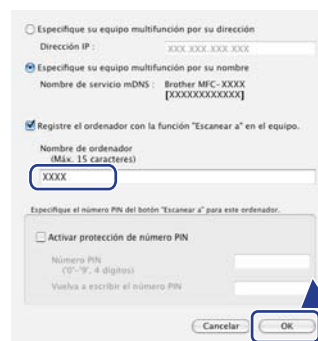 Especifique su equipo multifunción por su dirección
Dirección IP : XXX XXX XXX XXX
Especifique su equipo multifunción por su nombre
Nombre de servicio mDNS : Brother MFC-XXXX
[XXXXXXXXXXXX]
Registre el ordenador con la función "Escanear a" en el equipo.
Nombre de ordenador
(Máx. 15 caracteres)
XXXX
Especifique el número PIN del botón "Escanear a" para este ordenador.
Activar protección de número PIN
Número PIN
('0'-'9', 4 dígitos)
Vuelva a escribir el número PIN
Cancelar OK